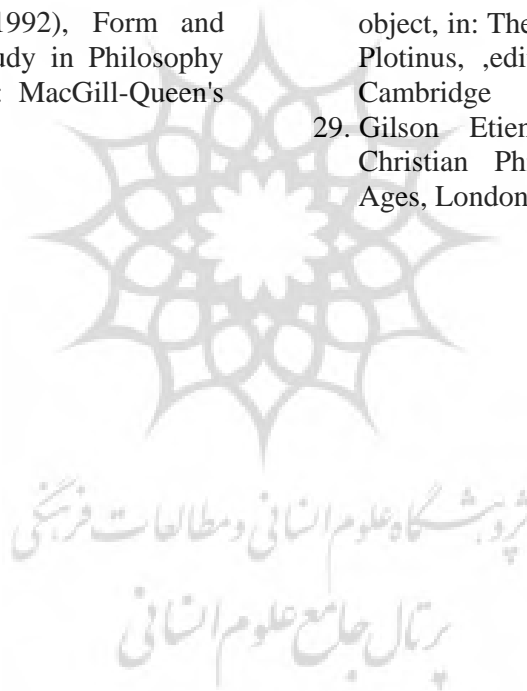 1992), Form and
udy in Philosophy
: MacGill-Queen's
object, in: The
Plotinus, ,edi
Cambridge
29. Gilson Etien
Christian Ph
Ages, London
پژوهشگاه علوم انسانی و مطالعات فرهنگی
پرتال جامع علوم انسانی